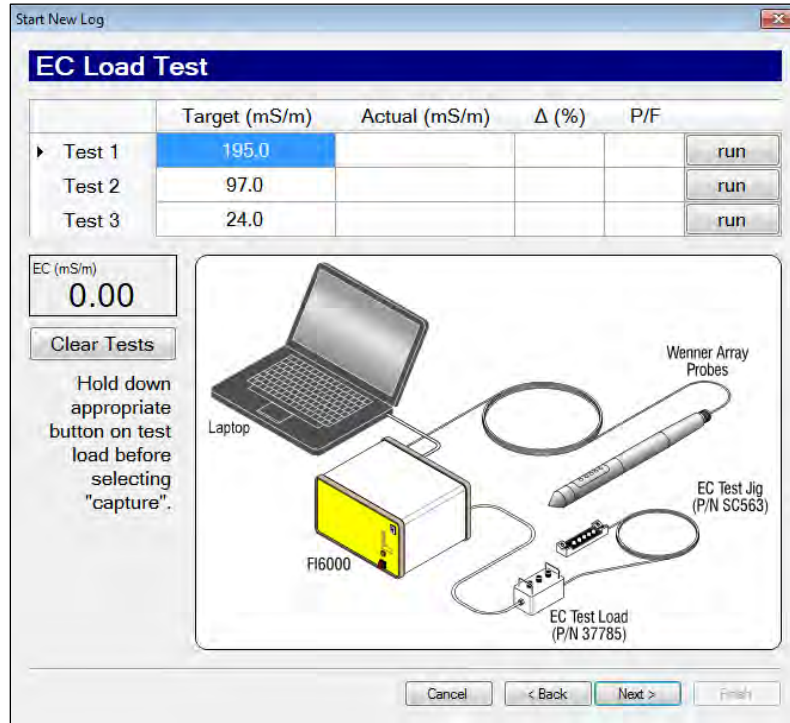 Start New Log
EC Load Test
Target (mS/m) Actual (mS/m) Δ (%) P/F
Test 1 195.0 run
Test 2 97.0 run
Test 3 24.0 run
EC (mS/m)
0.00
Clear Tests
Hold down
appropriate
button on test
load before
selecting
"capture".
Laptop
Wenner Array
Probes
EC Test Jig
(P/N SC563)
FI6000
EC Test Load
(P/N 37785)
Cancel < Back Next > Finish